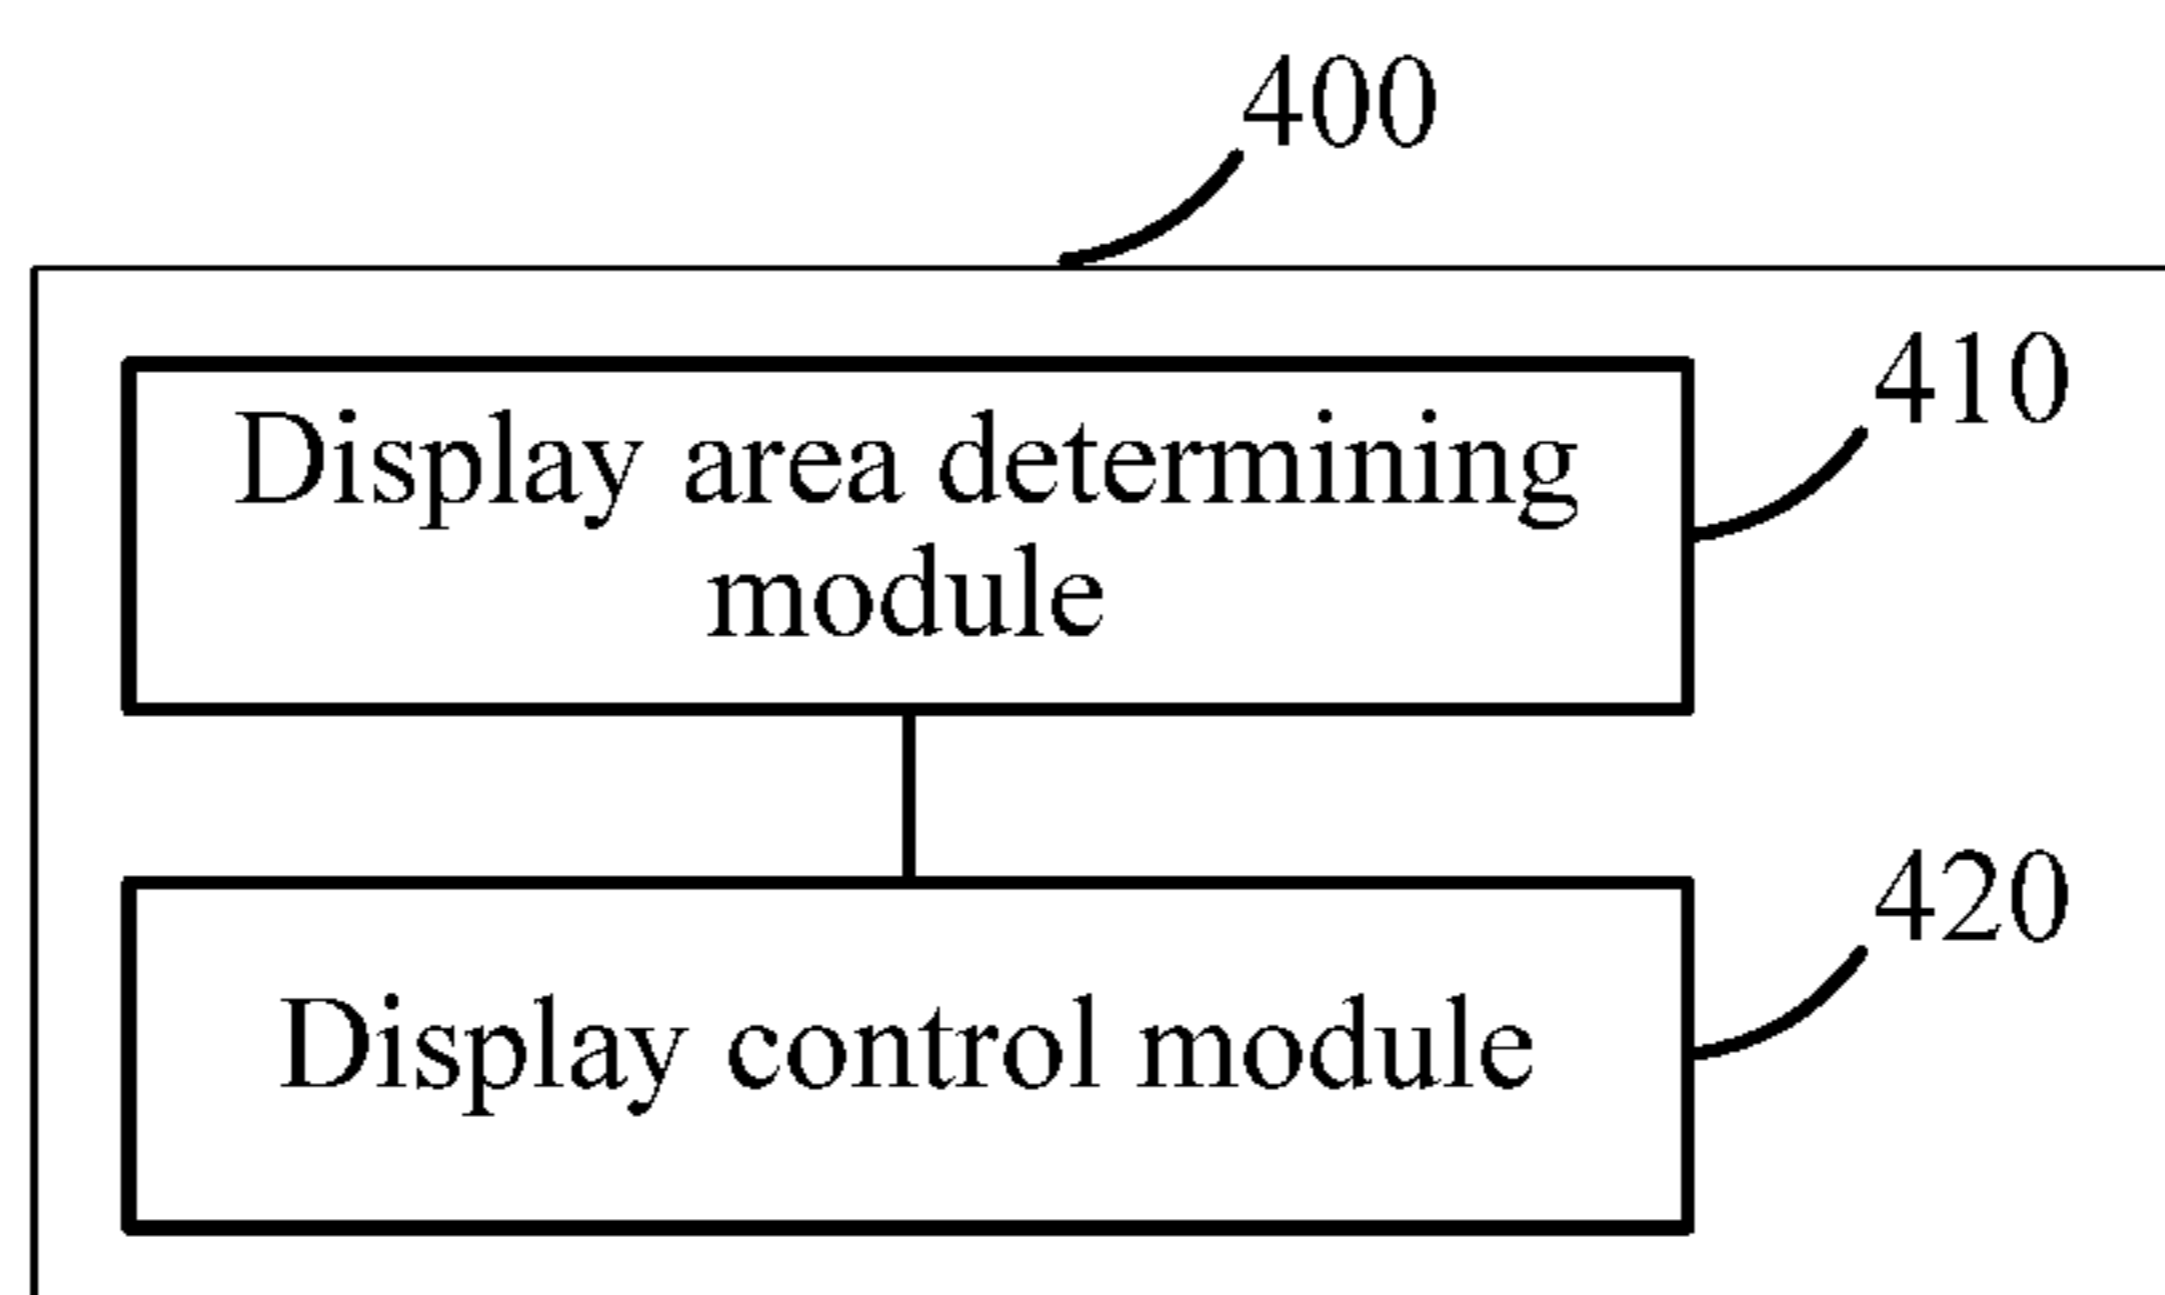 400
410
Display area determining
module
420
Display control module